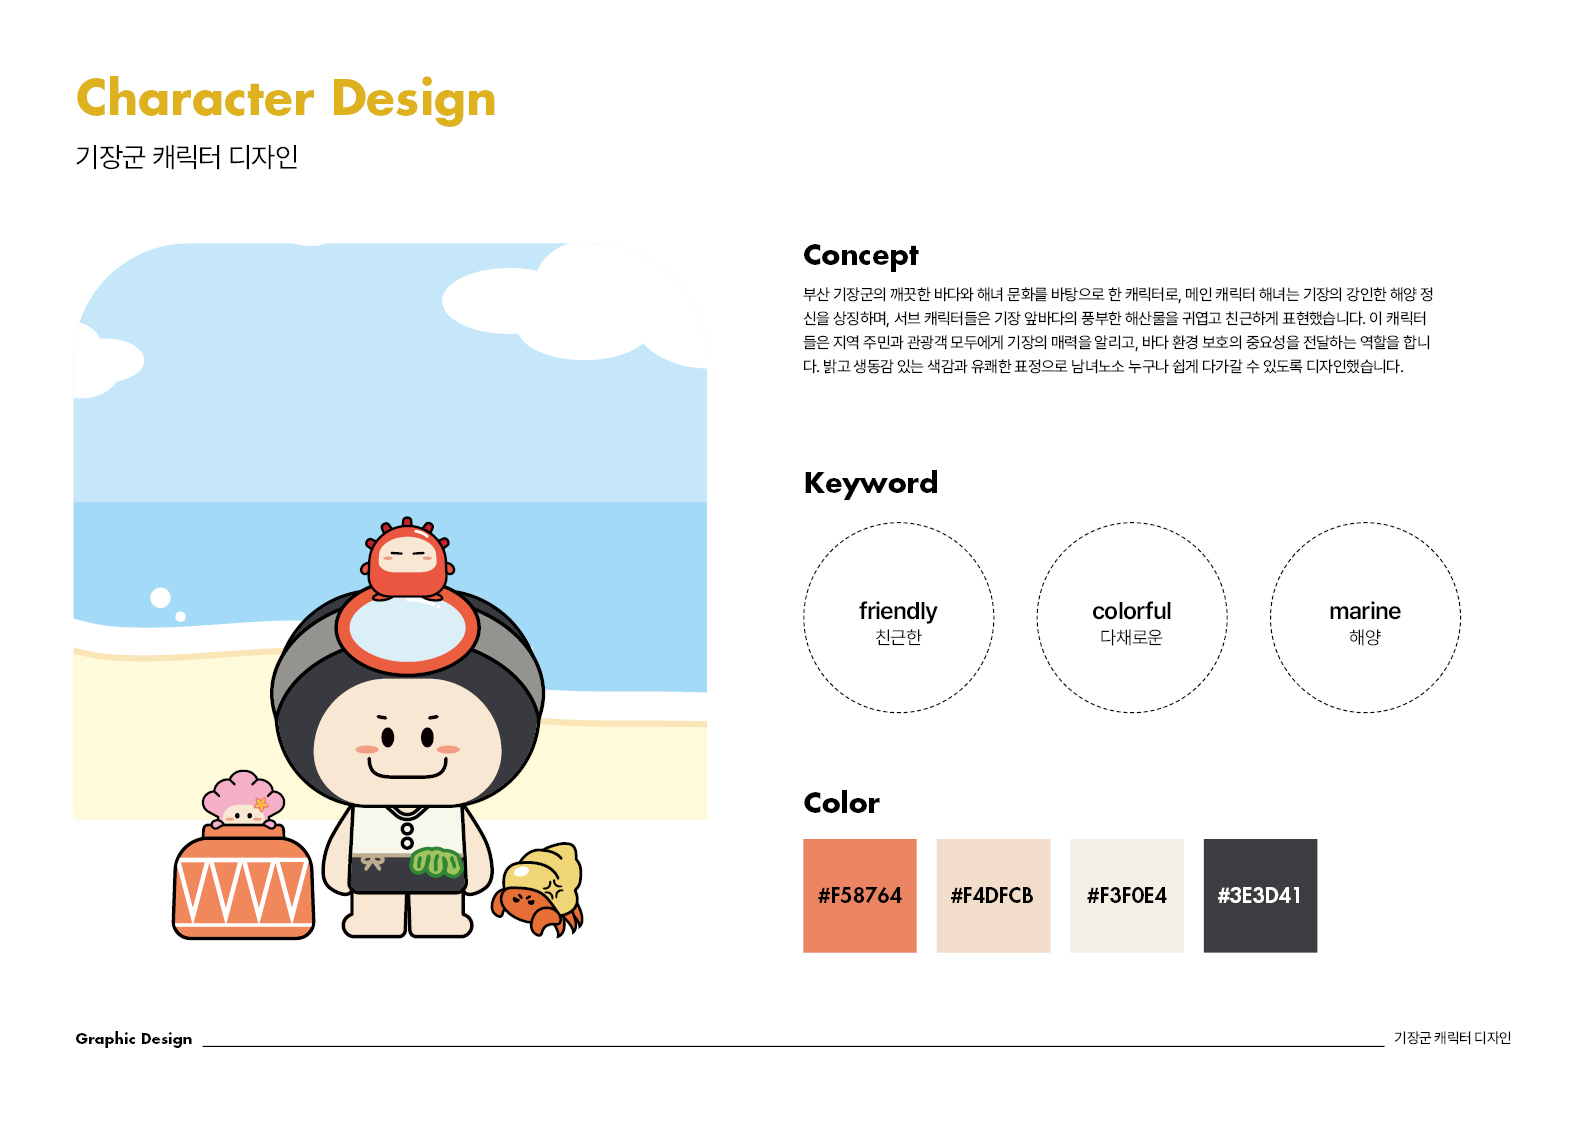 Character Design
기장군 캐릭터 디자인
Concept
부산 기장군의 깨끗한 바다와 해녀 문화를 바탕으로 한 캐릭터로, 메인 캐릭터 해녀는 기장의 강인한 해양 정
신을 상징하며, 서브 캐릭터들은 기장 앞바다의 풍부한 해산물을 귀엽고 친근하게 표현했습니다. 이 캐릭터
들은 지역 주민과 관광객 모두에게 기장의 매력을 알리고, 바다 환경 보호의 중요성을 전달하는 역할을 합니
다. 밝고 생동감 있는 색감과 유쾌한 표정으로 남녀노소 누구나 쉽게 다가갈 수 있도록 디자인했습니다.
Keyword
friendly
친근한
colorful
다채로운
marine
해양
Color
#F58764
#F4DFCB
#F3F0E4
#3E3D41
Graphic Design
기장군 캐릭터 디자인